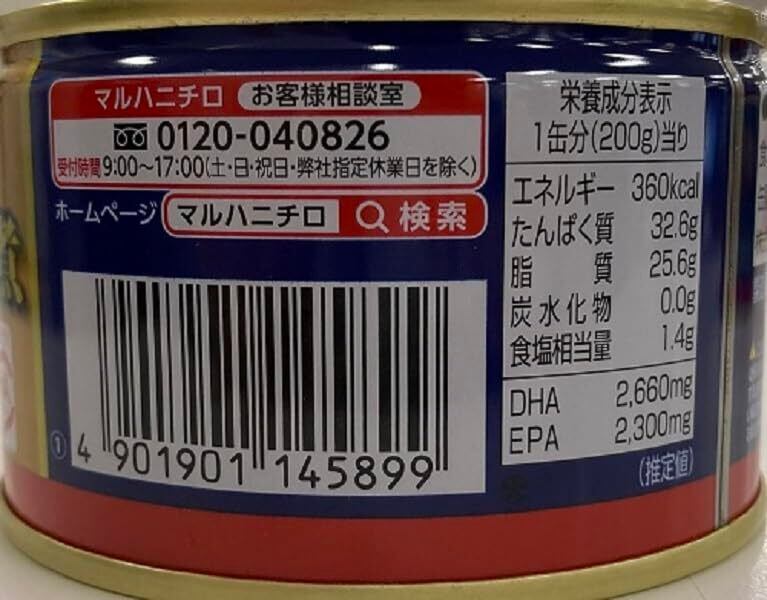 マルハニチロ お客様相談室
0120-040826
受付時間 9:00~17:00(土・日・祝日・弊社指定休業日を除く)
ホームページ マルハニチロ 検索
① 4 901901 145899
栄養成分表示
1缶分(200g)当り
エネルギー 360kcal
たんぱく質 32.6g
脂質 25.6g
炭水化物 0.0g
食塩相当量 1.4g
DHA 2,660mg
EPA 2,300mg
(推定値)